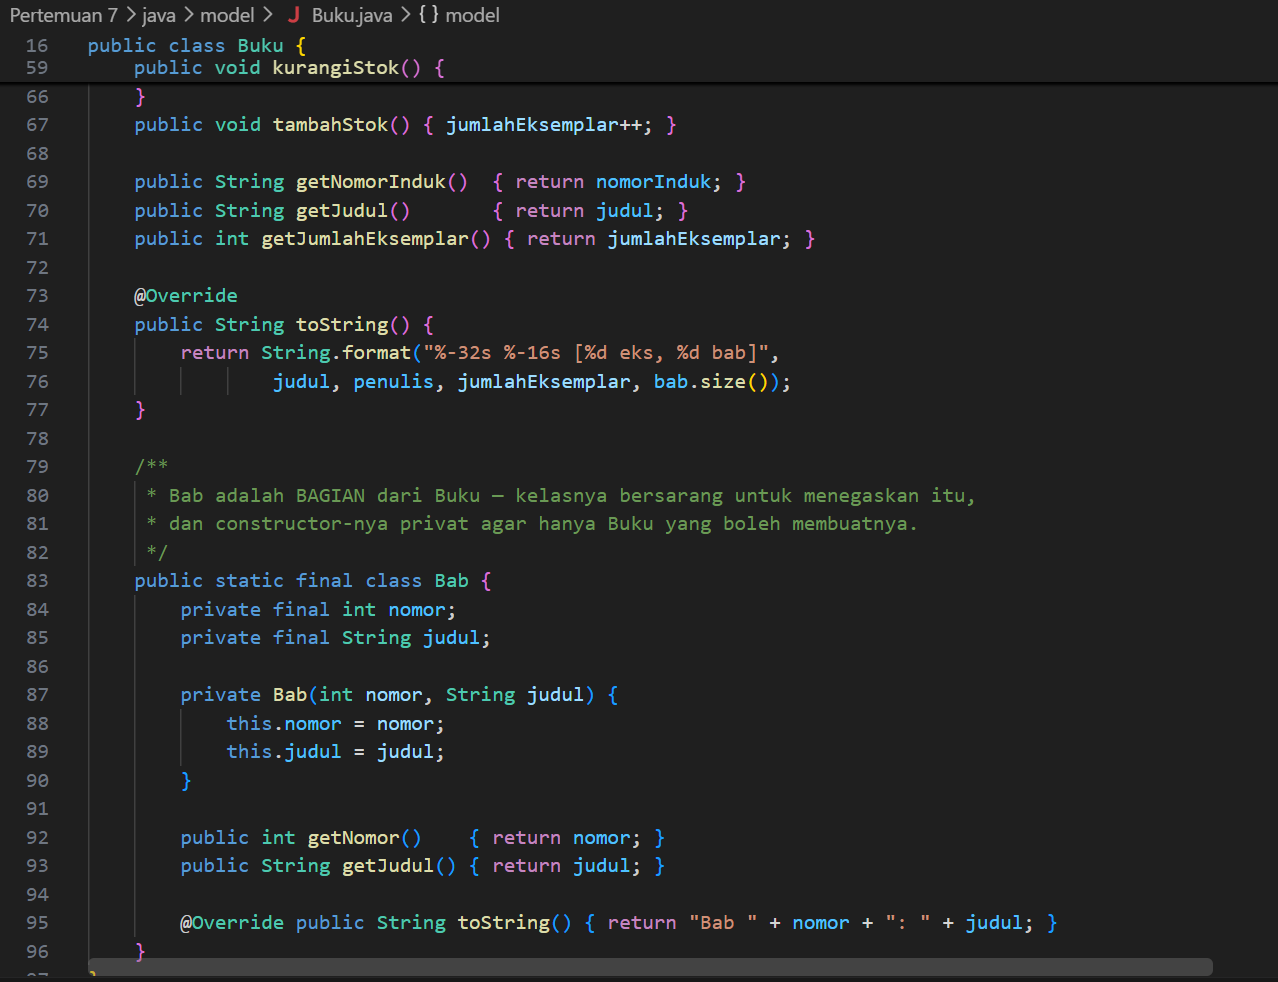 Pertemuan 7 > java > model > J Buku.java > {} model
16 public class Buku {
59 public void kurangiStok() {
66 }
67 public void tambahStok() { jumlahEksemplar++; }
68
69 public String getNomorInduk()  { return nomorInduk; }
70 public String getJudul()       { return judul; }
71 public int getJumlahEksemplar() { return jumlahEksemplar; }
72
73 @Override
74 public String toString() {
75 return String.format("%-32s %-16s [%d eks, %d bab]",
76 judul, penulis, jumlahEksemplar, bab.size());
77 }
78
79 /**
80 * Bab adalah BAGIAN dari Buku — kelasnya bersarang untuk menegaskan itu,
81 * dan constructor-nya privat agar hanya Buku yang boleh membuatnya.
82 */
83 public static final class Bab {
84 private final int nomor;
85 private final String judul;
86
87 private Bab(int nomor, String judul) {
88 this.nomor = nomor;
89 this.judul = judul;
90 }
91
92 public int getNomor()    { return nomor; }
93 public String getJudul() { return judul; }
94
95 @Override public String toString() { return "Bab " + nomor + ": " + judul; }
96 }